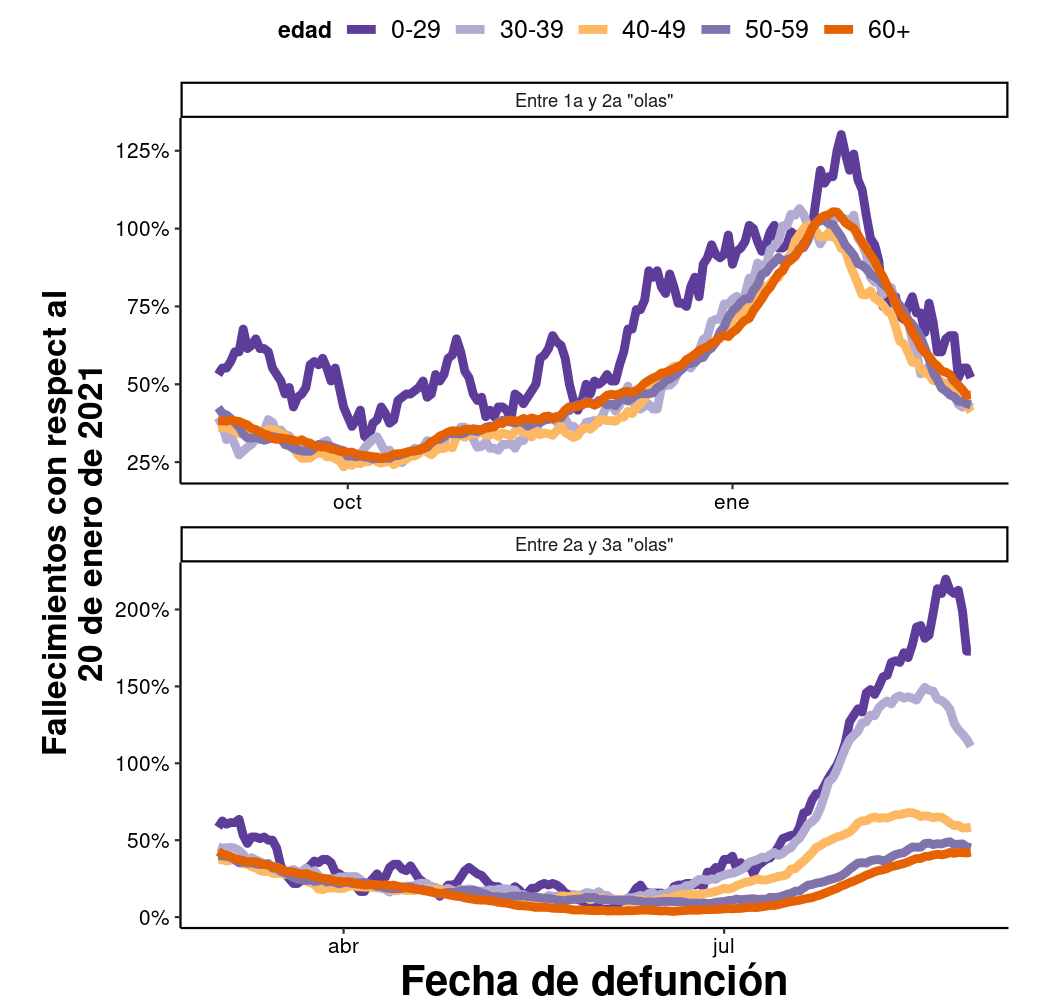 edad 0-29 30-39 40-49 50-59 60+
Entre 1a y 2a "olas"
125%
100%
75%
50%
25%
oct ene
Fallecimientos con respect al
20 de enero de 2021
Entre 2a y 3a "olas"
200%
150%
100%
50%
0%
abr jul
Fecha de defunción